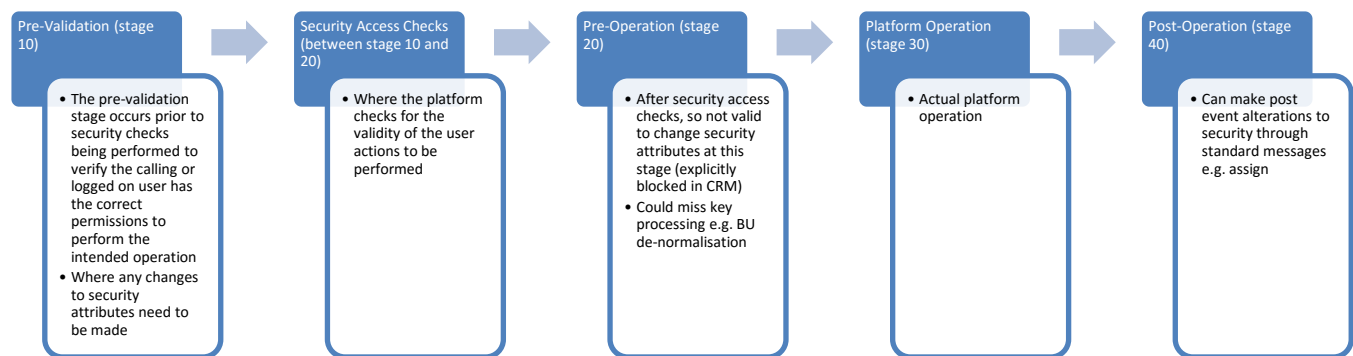 Pre-Validation (stage
10)
• The pre-validation
stage occurs prior to
security checks
being performed to
verify the calling or
logged on user has
the correct
permissions to
perform the
intended operation
• Where any changes
to security
attributes need to
be made
Security Access Checks
(between stage 10 and
20)
• Where the platform
checks for the
validity of the user
actions to be
performed
Pre-Operation (stage
20)
• After security access
checks, so not valid
to change security
attributes at this
stage (explicitly
blocked in CRM)
• Could miss key
processing e.g. BU
de-normalisation
Platform Operation
(stage 30)
• Actual platform
operation
Post-Operation (stage
40)
• Can make post
event alterations to
security through
standard messages
e.g. assign